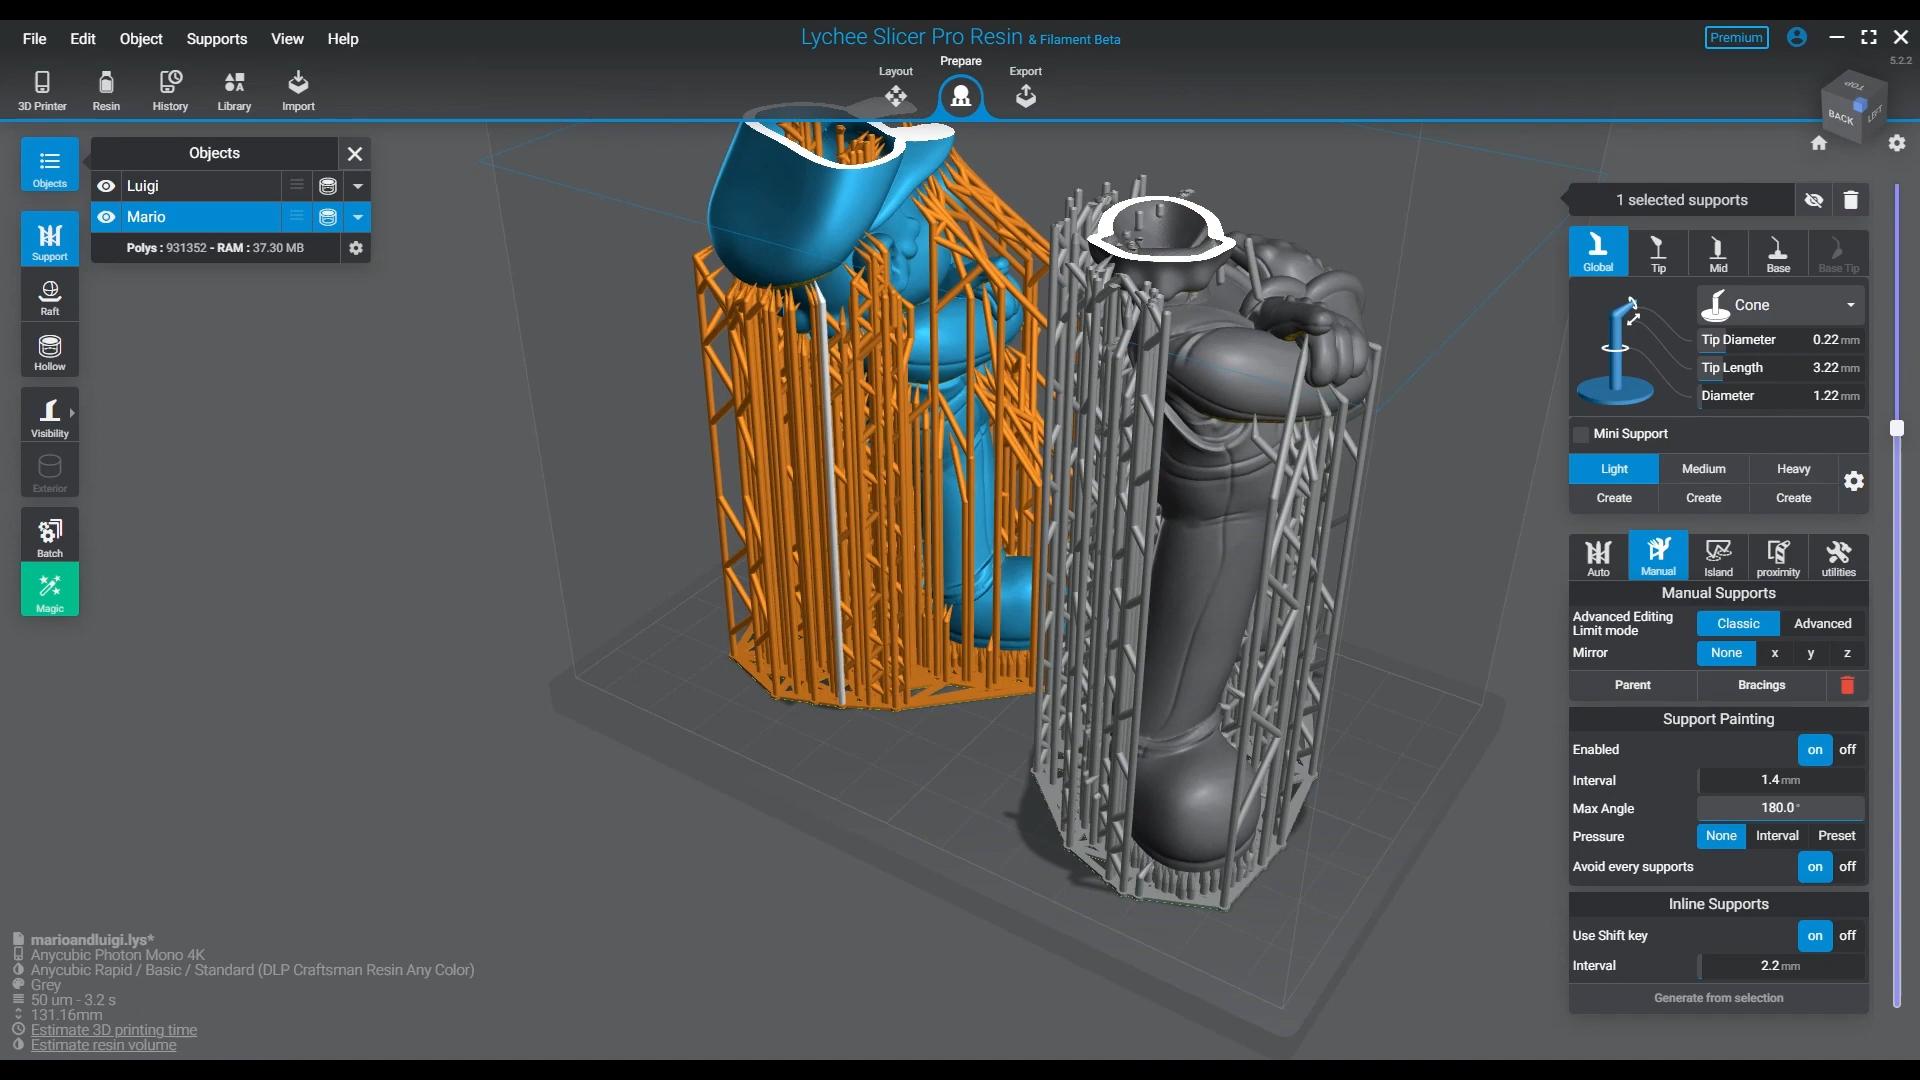 File Edit Object Supports View Help
Lychee Slicer Pro Resin & Filament Beta
Premium
5.2.2
3D Printer Resin History Library Import
Layout Prepare Export
TOP BACK LEFT
Objects
Objects
Luigi
Mario
Polys : 931352 - RAM : 37.30 MB
Support
Raft
Hollow
Visibility
Exterior
Batch
Magic
1 selected supports
Global Tip Mid Base Base Tip
Cone
Tip Diameter 0.22 mm
Tip Length 3.22 mm
Diameter 1.22 mm
Mini Support
Light Medium Heavy
Create Create Create
Auto Manual Island proximity utilities
Manual Supports
Advanced Editing
Limit mode Classic Advanced
Mirror None x y z
Parent Bracings
Support Painting
Enabled on off
Interval 1.4 mm
Max Angle 180.0 °
Pressure None Interval Preset
Avoid every supports on off
Inline Supports
Use Shift key on off
Interval 2.2 mm
Generate from selection
marioandluigi.lys*
Anycubic Photon Mono 4K
Anycubic Rapid / Basic / Standard (DLP Craftsman Resin Any Color)
Grey
50 um - 3.2 s
131.16mm
Estimate 3D printing time
Estimate resin volume